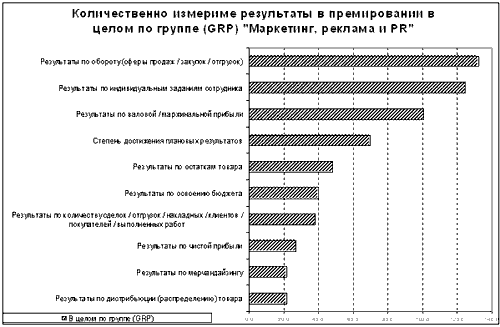 Количественно измериме результаты в премировании в
целом по группе (GRP) "Маркетинг, реклама и PR"
Результаты по обороту(сферы продаж / закупок / отгрузок)
Результаты по индивидуальным заданиям сотрудника
Результаты по валовой / маржинальной прибыли
Степень достижения плановых результатов
Результаты по остаткам товара
Результаты по освоению бюджета
Результаты по количеству сделок / отгрузок / накладных / клиентов /
покупателей / выполненных работ
Результаты по чистой прибыли
Результаты по мерчандайзингу
Результаты по дистрибьюции (распределению) товара
В целом по группе (GRP)